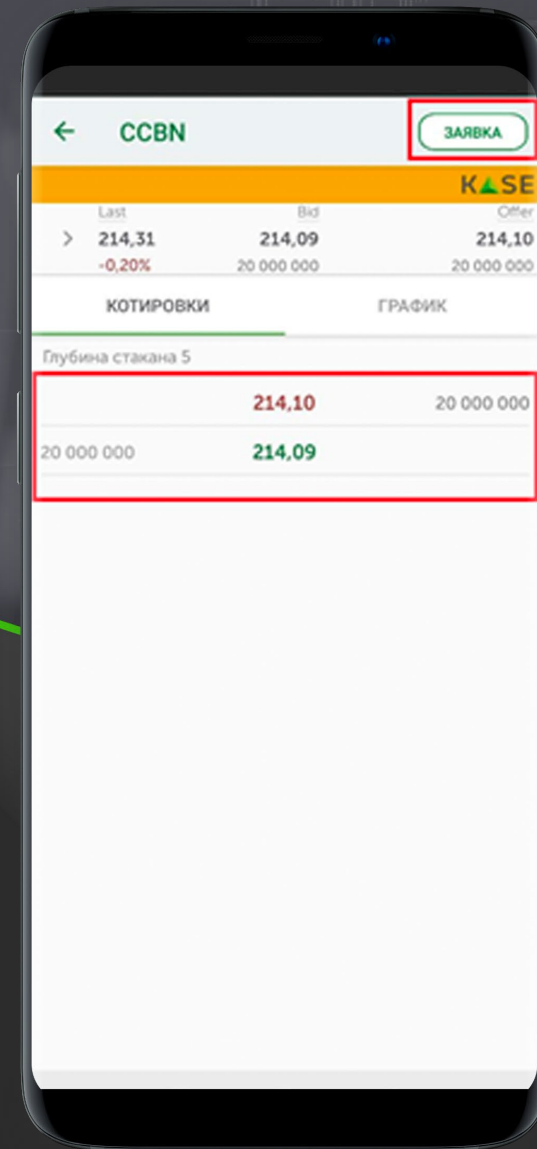 ← CCBN ЗАЯВКА
KASE
Last Bid Offer
> 214,31 214,09 214,10
-0,20% 20 000 000 20 000 000
КОТИРОВКИ ГРАФИК
Глубина стакана 5
214,10 20 000 000
20 000 000 214,09